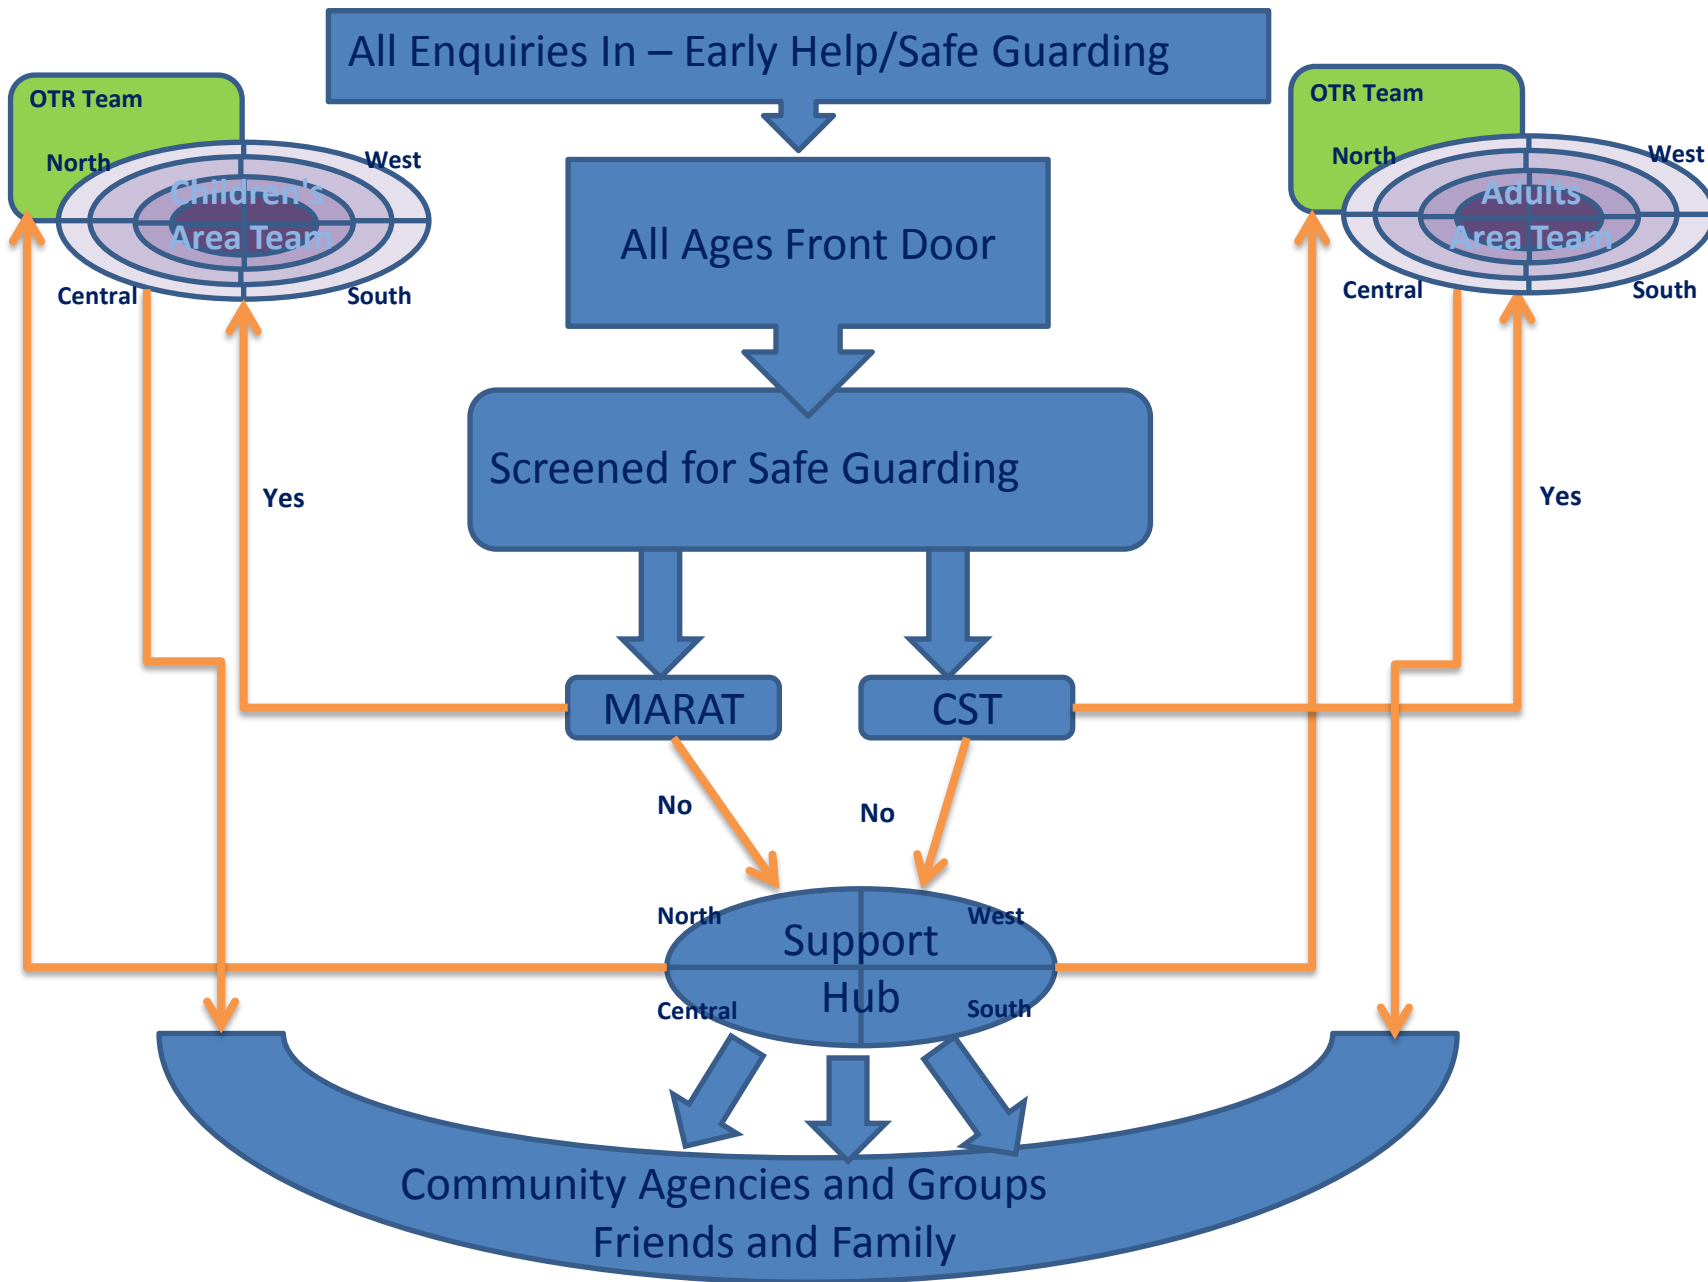 All Enquiries In – Early Help/Safe Guarding
OTR Team
OTR Team
North
West
Children's
Area Team
Central
South
North
West
Adults
Area Team
Central
South
All Ages Front Door
Screened for Safe Guarding
Yes
Yes
MARAT
CST
No
No
North
West
Support
Hub
Central
South
Community Agencies and Groups
Friends and Family